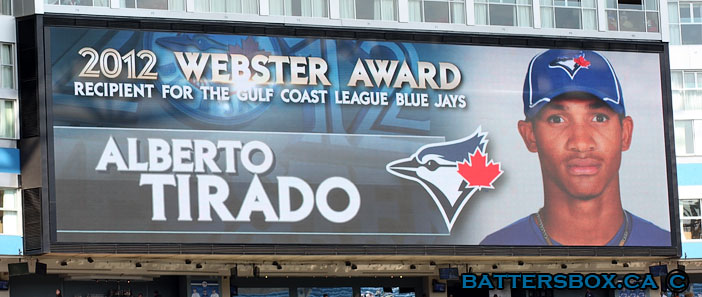 2012 WEBSTER AWARD
RECIPIENT FOR THE GULF COAST LEAGUE BLUE JAYS
ALBERTO
TIRADO
BATTERSBOX.CA ©